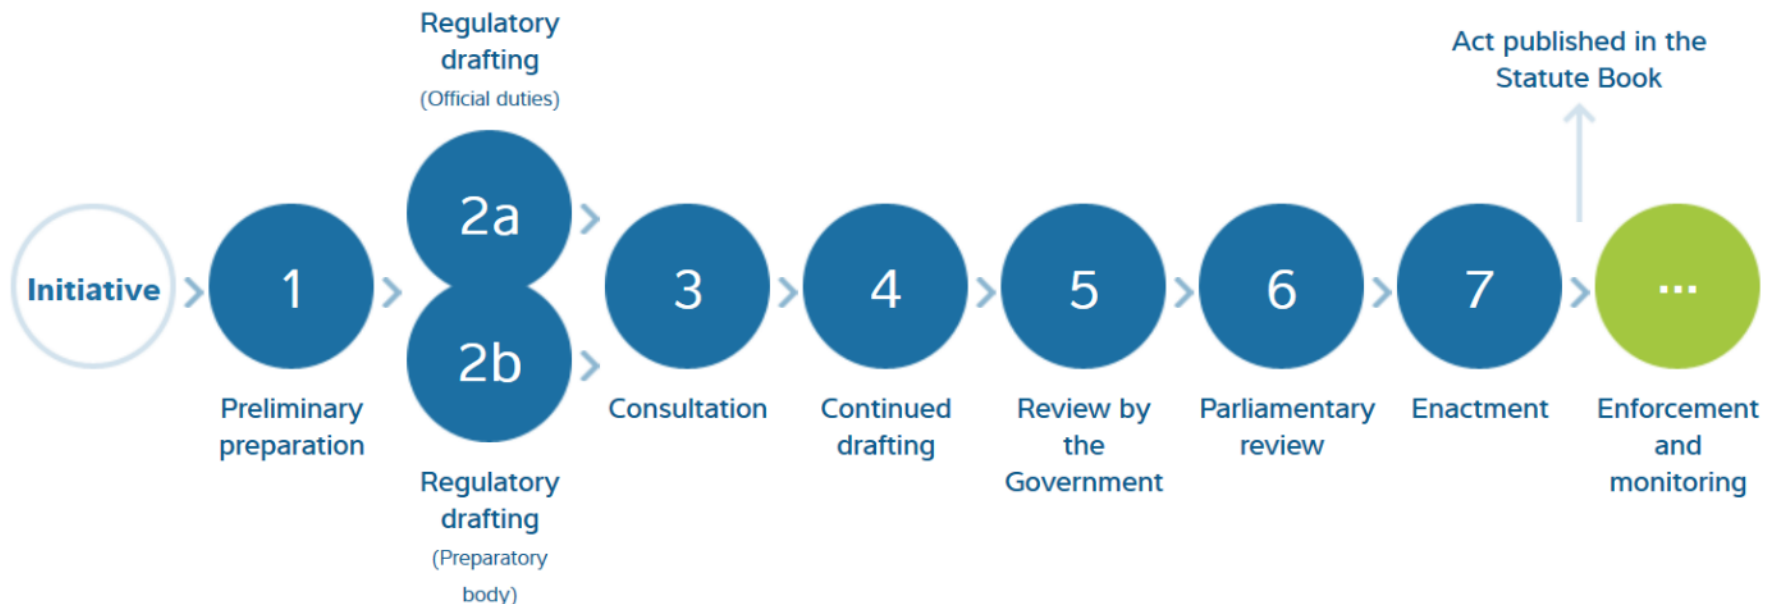 Regulatory
drafting
(Official duties)
Act published in the
Statute Book
Initiative
1
Preliminary
preparation
2a
2b
Regulatory
drafting
(Preparatory
body)
3
Consultation
4
Continued
drafting
5
Review by
the
Government
6
Parliamentary
review
7
Enactment
...
Enforcement
and
monitoring